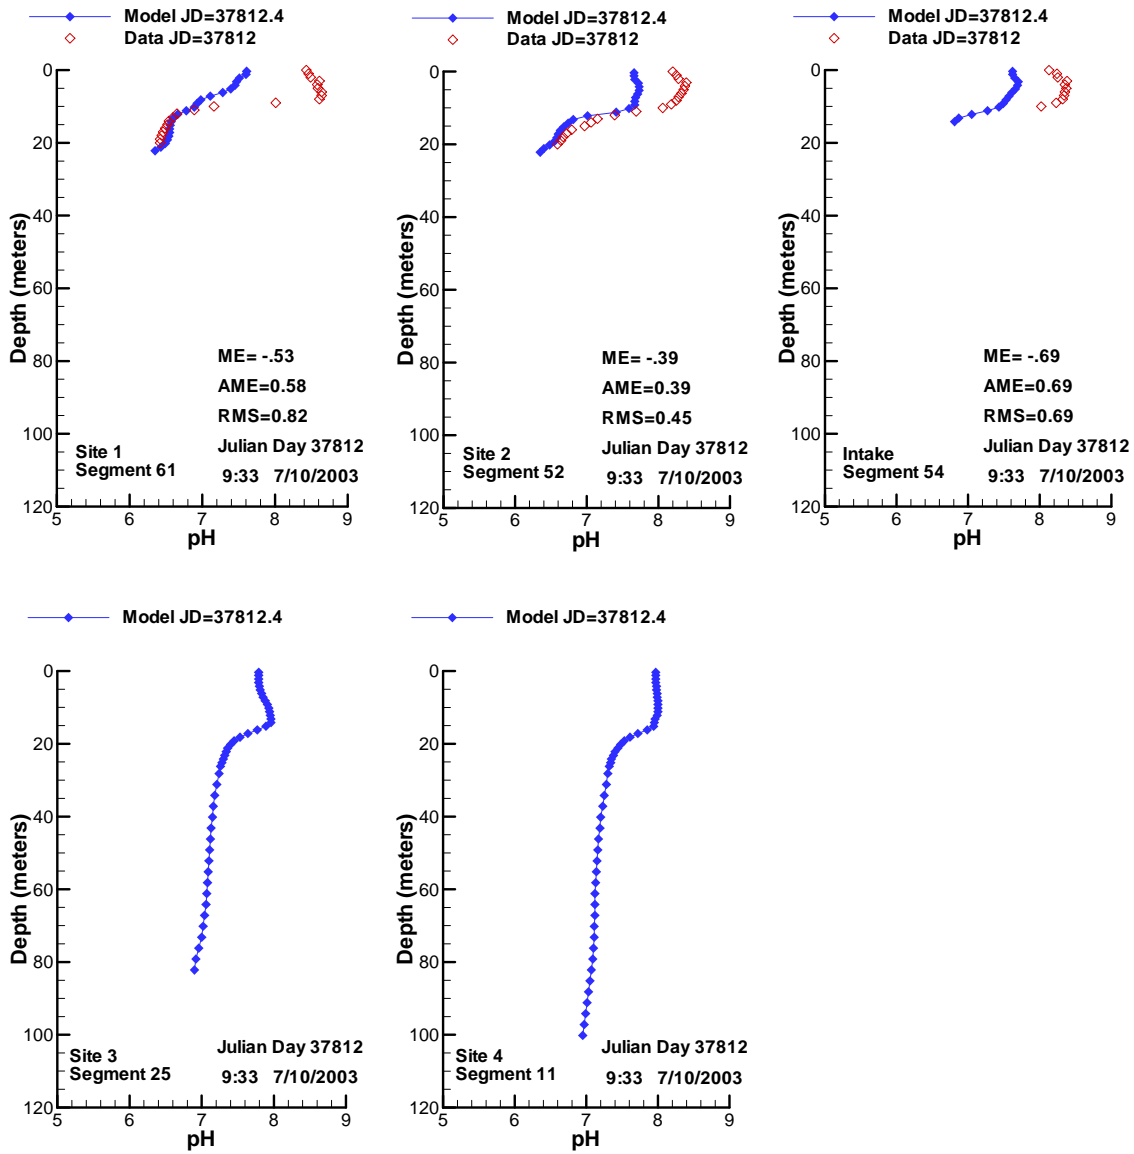 Model JD=37812.4
Data JD=37812
0
20
40
60
80
100
120
Depth (meters)
ME= -.53
AME=0.58
RMS=0.82
Site 1
Segment 61
Julian Day 37812
9:33 7/10/2003
5 6 7 8 9
pH
Model JD=37812.4
Data JD=37812
0
20
40
60
80
100
120
Depth (meters)
ME= -.39
AME=0.39
RMS=0.45
Site 2
Segment 52
Julian Day 37812
9:33 7/10/2003
5 6 7 8 9
pH
Model JD=37812.4
Data JD=37812
0
20
40
60
80
100
120
Depth (meters)
ME= -.69
AME=0.69
RMS=0.69
Intake
Segment 54
Julian Day 37812
9:33 7/10/2003
5 6 7 8 9
pH
Model JD=37812.4
0
20
40
60
80
100
120
Depth (meters)
Site 3
Segment 25
Julian Day 37812
9:33 7/10/2003
5 6 7 8 9
pH
Model JD=37812.4
0
20
40
60
80
100
120
Depth (meters)
Site 4
Segment 11
Julian Day 37812
9:33 7/10/2003
5 6 7 8 9
pH